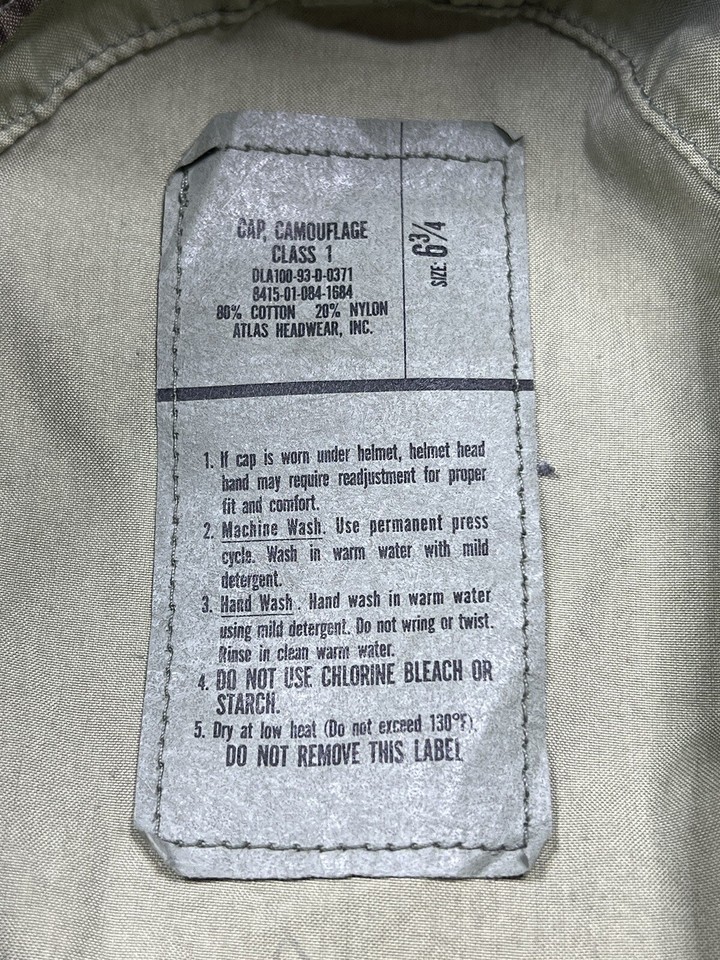 CAP, CAMOUFLAGE
CLASS 1
DLA100-93-D-0371
8415-01-084-1684
80% COTTON 20% NYLON
ATLAS HEADWEAR, INC.
SIZE: 6 3/4
1. If cap is worn under helmet, helmet head
band may require readjustment for proper
fit and comfort.
2. Machine Wash. Use permanent press
cycle. Wash in warm water with mild
detergent.
3. Hand Wash. Hand wash in warm water
using mild detergent. Do not wring or twist.
Rinse in clean warm water.
4. DO NOT USE CHLORINE BLEACH OR
STARCH.
5. Dry at low heat (Do not exceed 130°F).
DO NOT REMOVE THIS LABEL